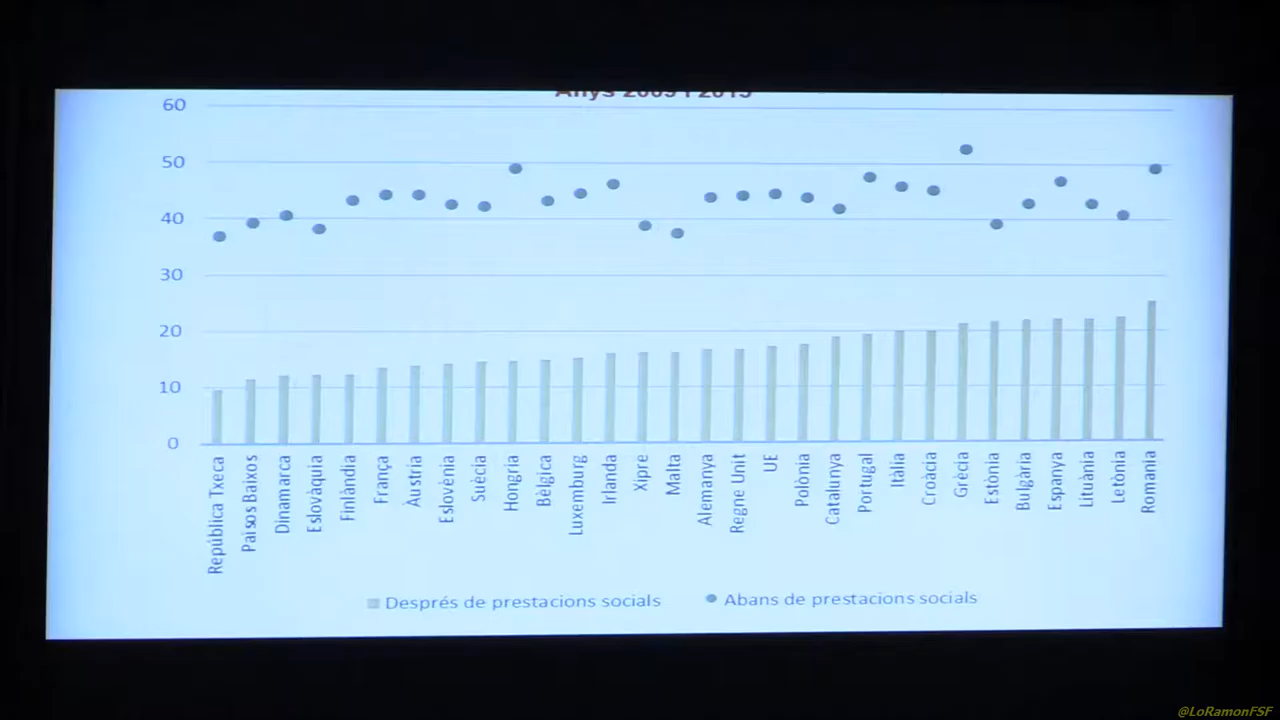 60
50
40
30
20
10
0
República Txeca
Països Baixos
Dinamarca
Eslovàquia
Finlàndia
França
Àustria
Eslovènia
Suècia
Hongria
Bèlgica
Luxemburg
Irlanda
Xipre
Malta
Alemanya
Regne Unit
UE
Polònia
Catalunya
Portugal
Itàlia
Croàcia
Grècia
Estònia
Bulgària
Espanya
Lituània
Letònia
Romania
Després de prestacions socials
Abans de prestacions socials
@LoRamonFSF